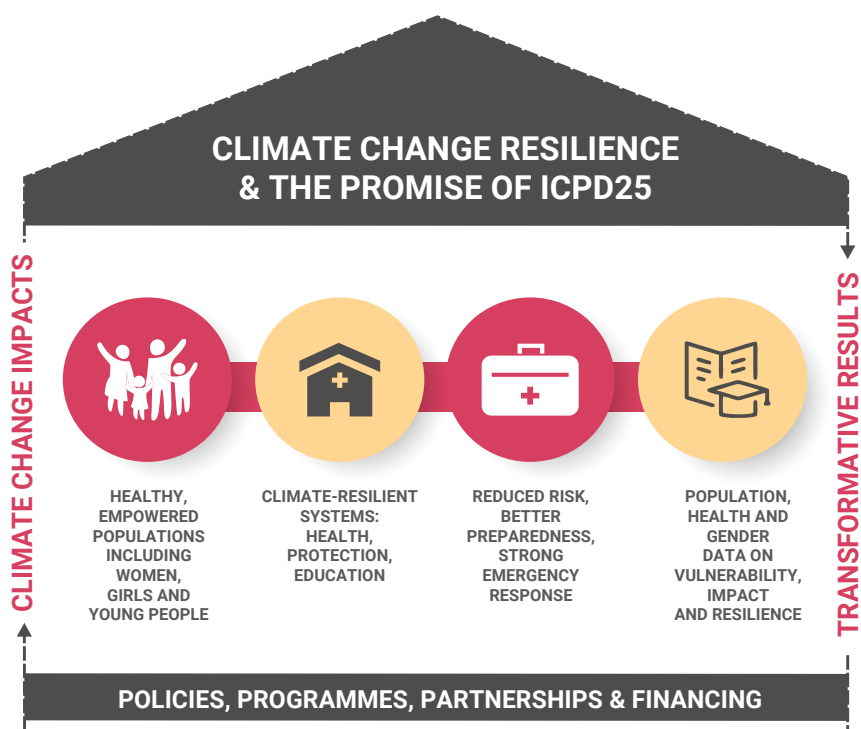 CLIMATE CHANGE RESILIENCE
& THE PROMISE OF ICPD25
CLIMATE CHANGE IMPACTS
HEALTHY,
EMPOWERED
POPULATIONS
INCLUDING
WOMEN,
GIRLS AND
YOUNG PEOPLE
CLIMATE-RESILIENT
SYSTEMS:
HEALTH,
PROTECTION,
EDUCATION
REDUCED RISK,
BETTER
PREPAREDNESS,
STRONG
EMERGENCY
RESPONSE
POPULATION,
HEALTH AND
GENDER
DATA ON
VULNERABILITY,
IMPACT
AND RESILIENCE
TRANSFORMATIVE RESULTS
POLICIES, PROGRAMMES, PARTNERSHIPS & FINANCING